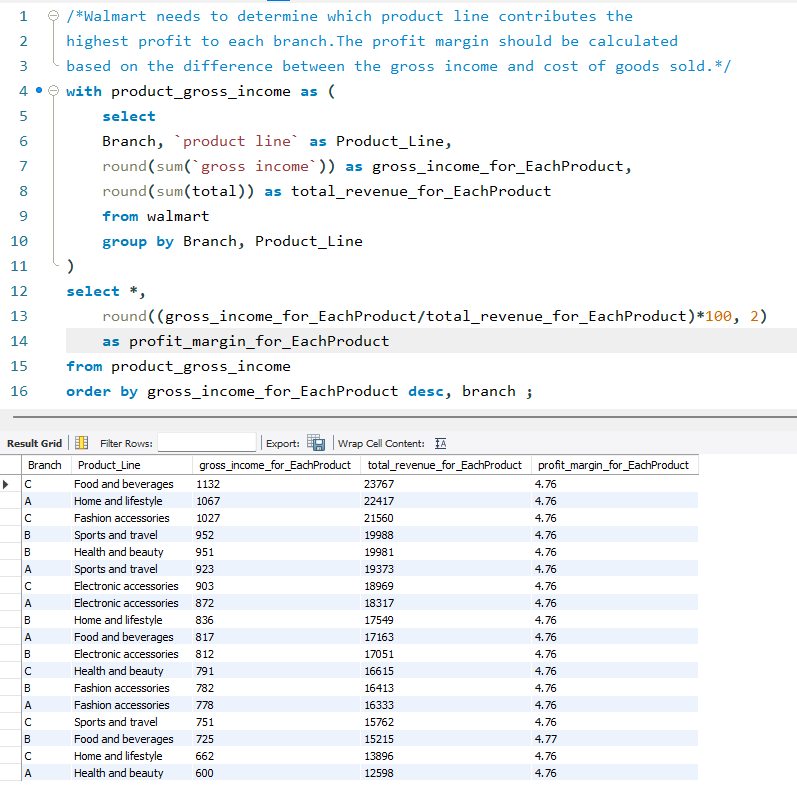 1 /*Walmart needs to determine which product line contributes the
2 highest profit to each branch.The profit margin should be calculated
3 based on the difference between the gross income and cost of goods sold.*/
4 with product_gross_income as (
5 select
6 Branch, `product line` as Product_Line,
7 round(sum(`gross income`)) as gross_income_for_EachProduct,
8 round(sum(total)) as total_revenue_for_EachProduct
9 from walmart
10 group by Branch, Product_Line
11 )
12 select *,
13 round((gross_income_for_EachProduct/total_revenue_for_EachProduct)*100, 2)
14 as profit_margin_for_EachProduct
15 from product_gross_income
16 order by gross_income_for_EachProduct desc, branch ;
Result Grid Filter Rows: Export: Wrap Cell Content: IA
Branch Product_Line gross_income_for_EachProduct total_revenue_for_EachProduct profit_margin_for_EachProduct
C Food and beverages 1132 23767 4.76
A Home and lifestyle 1067 22417 4.76
C Fashion accessories 1027 21560 4.76
B Sports and travel 952 19988 4.76
B Health and beauty 951 19981 4.76
A Sports and travel 923 19373 4.76
C Electronic accessories 903 18969 4.76
A Electronic accessories 872 18317 4.76
B Home and lifestyle 836 17549 4.76
A Food and beverages 817 17163 4.76
B Electronic accessories 812 17051 4.76
C Health and beauty 791 16615 4.76
B Fashion accessories 782 16413 4.76
A Fashion accessories 778 16333 4.76
C Sports and travel 751 15762 4.76
B Food and beverages 725 15215 4.77
C Home and lifestyle 662 13896 4.76
A Health and beauty 600 12598 4.76